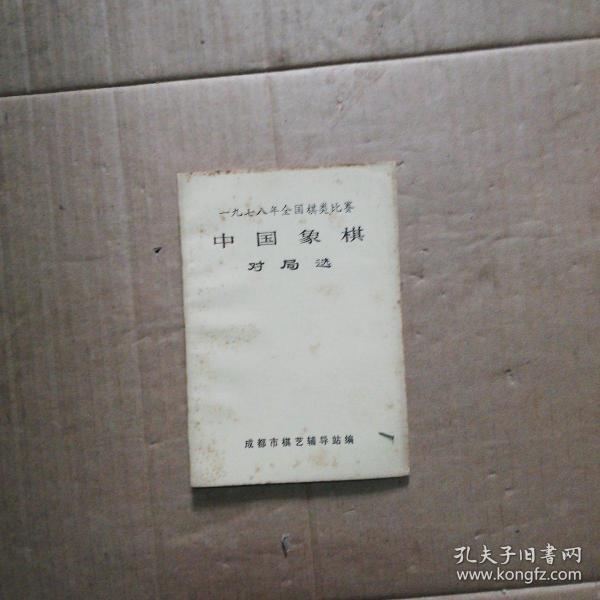 一九七八年全国棋类比赛
中国象棋
对局选
成都市棋艺辅导站编
孔夫子旧书网
www.kongfz.com